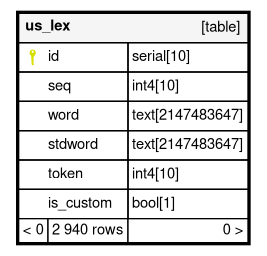 us_lex [table]
id serial[10]
seq int4[10]
word text[2147483647]
stdword text[2147483647]
token int4[10]
is_custom bool[1]
< 0 2 940 rows 0 >